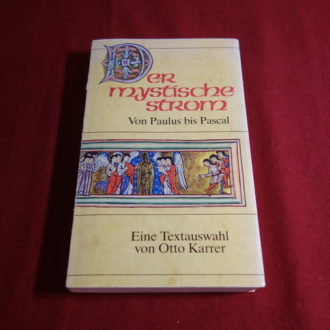 Der
mystische
strom
Von Paulus bis Pascal
Eine Textauswahl
von Otto Karrer